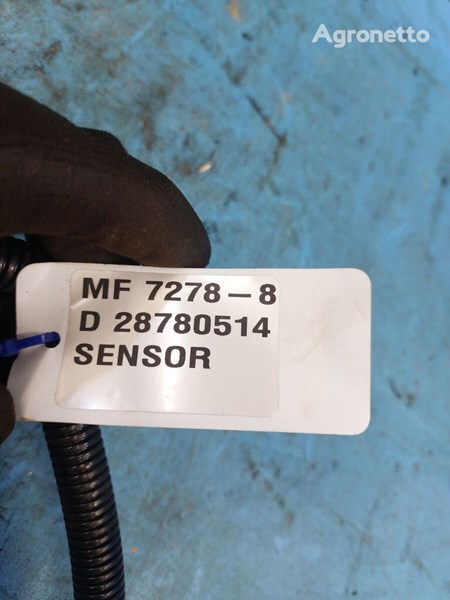 Agronetto
MF 7278-8
D 28780514
SENSOR